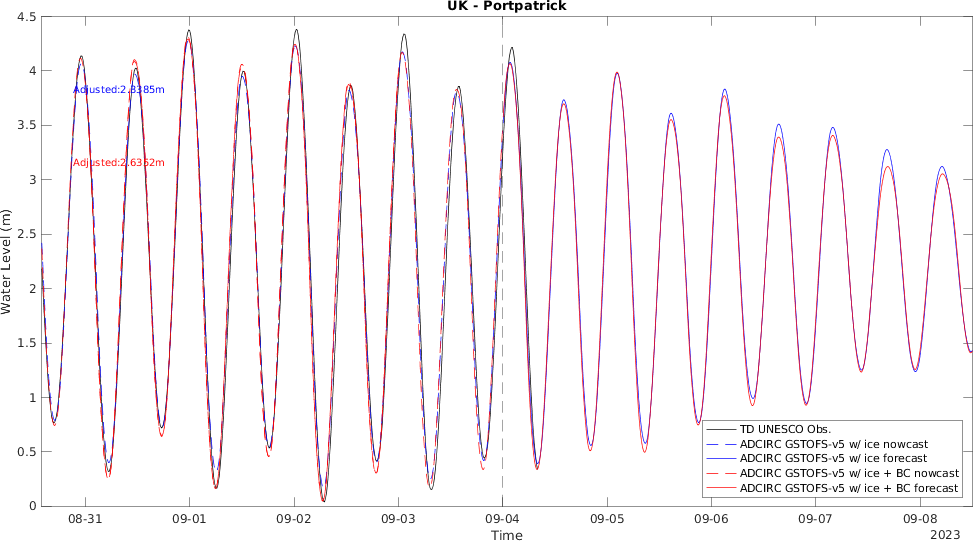 UK - Portpatrick
4.5
4
3.5
3
2.5
2
1.5
1
0.5
0
Water Level (m)
Adjusted:2.8385m
Adjusted:2.6352m
TD UNESCO Obs.
ADCIRC GSTOFS-v5 w/ ice nowcast
ADCIRC GSTOFS-v5 w/ ice forecast
ADCIRC GSTOFS-v5 w/ ice + BC nowcast
ADCIRC GSTOFS-v5 w/ ice + BC forecast
08-31 09-01 09-02 09-03 09-04 09-05 09-06 09-07 09-08
Time
2023